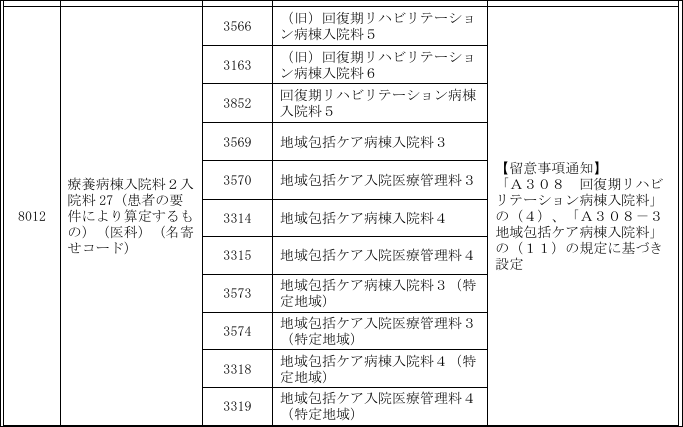 8012
療養病棟入院料２入
院料 27（患者の要
件により算定するも
の）（医科）（名寄
せコード）
3566
（旧）回復期リハビリテーショ
ン病棟入院料５
3163
（旧）回復期リハビリテーショ
ン病棟入院料６
3852
回復期リハビリテーション病棟
入院料５
3569
地域包括ケア病棟入院料３
3570
地域包括ケア入院医療管理料３
3314
地域包括ケア病棟入院料４
3315
地域包括ケア入院医療管理料４
3573
地域包括ケア病棟入院料３（特
定地域）
3574
地域包括ケア入院医療管理料３
（特定地域）
3318
地域包括ケア病棟入院料４（特
定地域）
3319
地域包括ケア入院医療管理料４
（特定地域）
【留意事項通知】
「Ａ３０８　回復期リハビ
リテーション病棟入院料」
の（４）、「Ａ３０８－３
地域包括ケア病棟入院料」
の（１１）の規定に基づき
設定